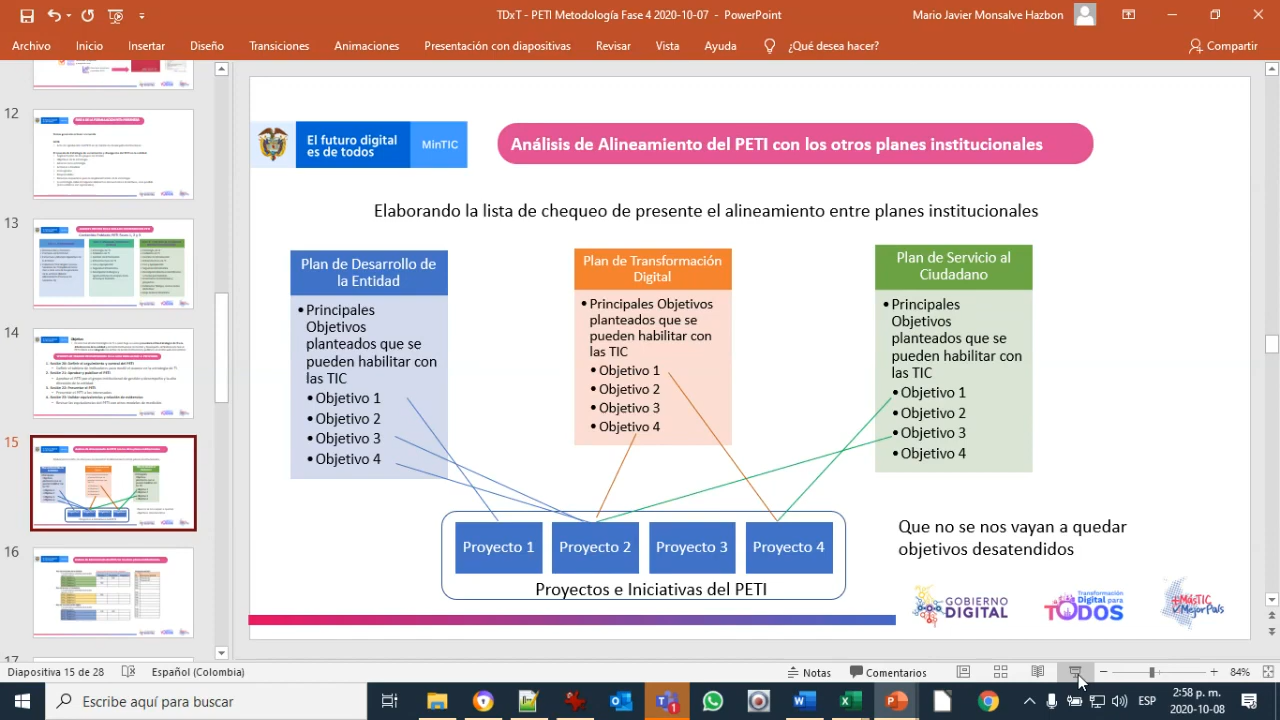 TDxT - PETI Metodología Fase 4 2020-10-07 - PowerPoint
Mario Javier Monsalve Hazbon
Archivo Inicio Insertar Diseño Transiciones Animaciones Presentación con diapositivas Revisar Vista Ayuda ¿Qué desea hacer? Compartir
12
13
14
15
16
17
El futuro digital
es de todos
MinTIC
Análisis de Alineamiento del PETI con los otros planes institucionales
Elaborando la lista de chequeo de presente el alineamiento entre planes institucionales
Plan de Desarrollo de
la Entidad
• Principales
Objetivos
planteados que se
pueden habilitar con
las TIC
• Objetivo 1
• Objetivo 2
• Objetivo 3
• Objetivo 4
Plan de Transformación
Digital
• Principales Objetivos
planteados que se
pueden habilitar con
las TIC
• Objetivo 1
• Objetivo 2
• Objetivo 3
• Objetivo 4
Plan de Servicio al
Ciudadano
• Principales
Objetivos
planteados que se
pueden habilitar con
las TIC
• Objetivo 1
• Objetivo 2
• Objetivo 3
• Objetivo 4
Proyecto 1 Proyecto 2 Proyecto 3 Proyecto 4
Proyectos e Iniciativas del PETI
Que no se nos vayan a quedar
objetivos desatendidos
GOBIERNO
DIGITAL
Transformación
Digital para
TODOS
#MásTIC
MejorPaís
Diapositiva 15 de 28 Español (Colombia) Notas Comentarios 84%
Escribe aquí para buscar
ESP
2:58 p. m.
2020-10-08